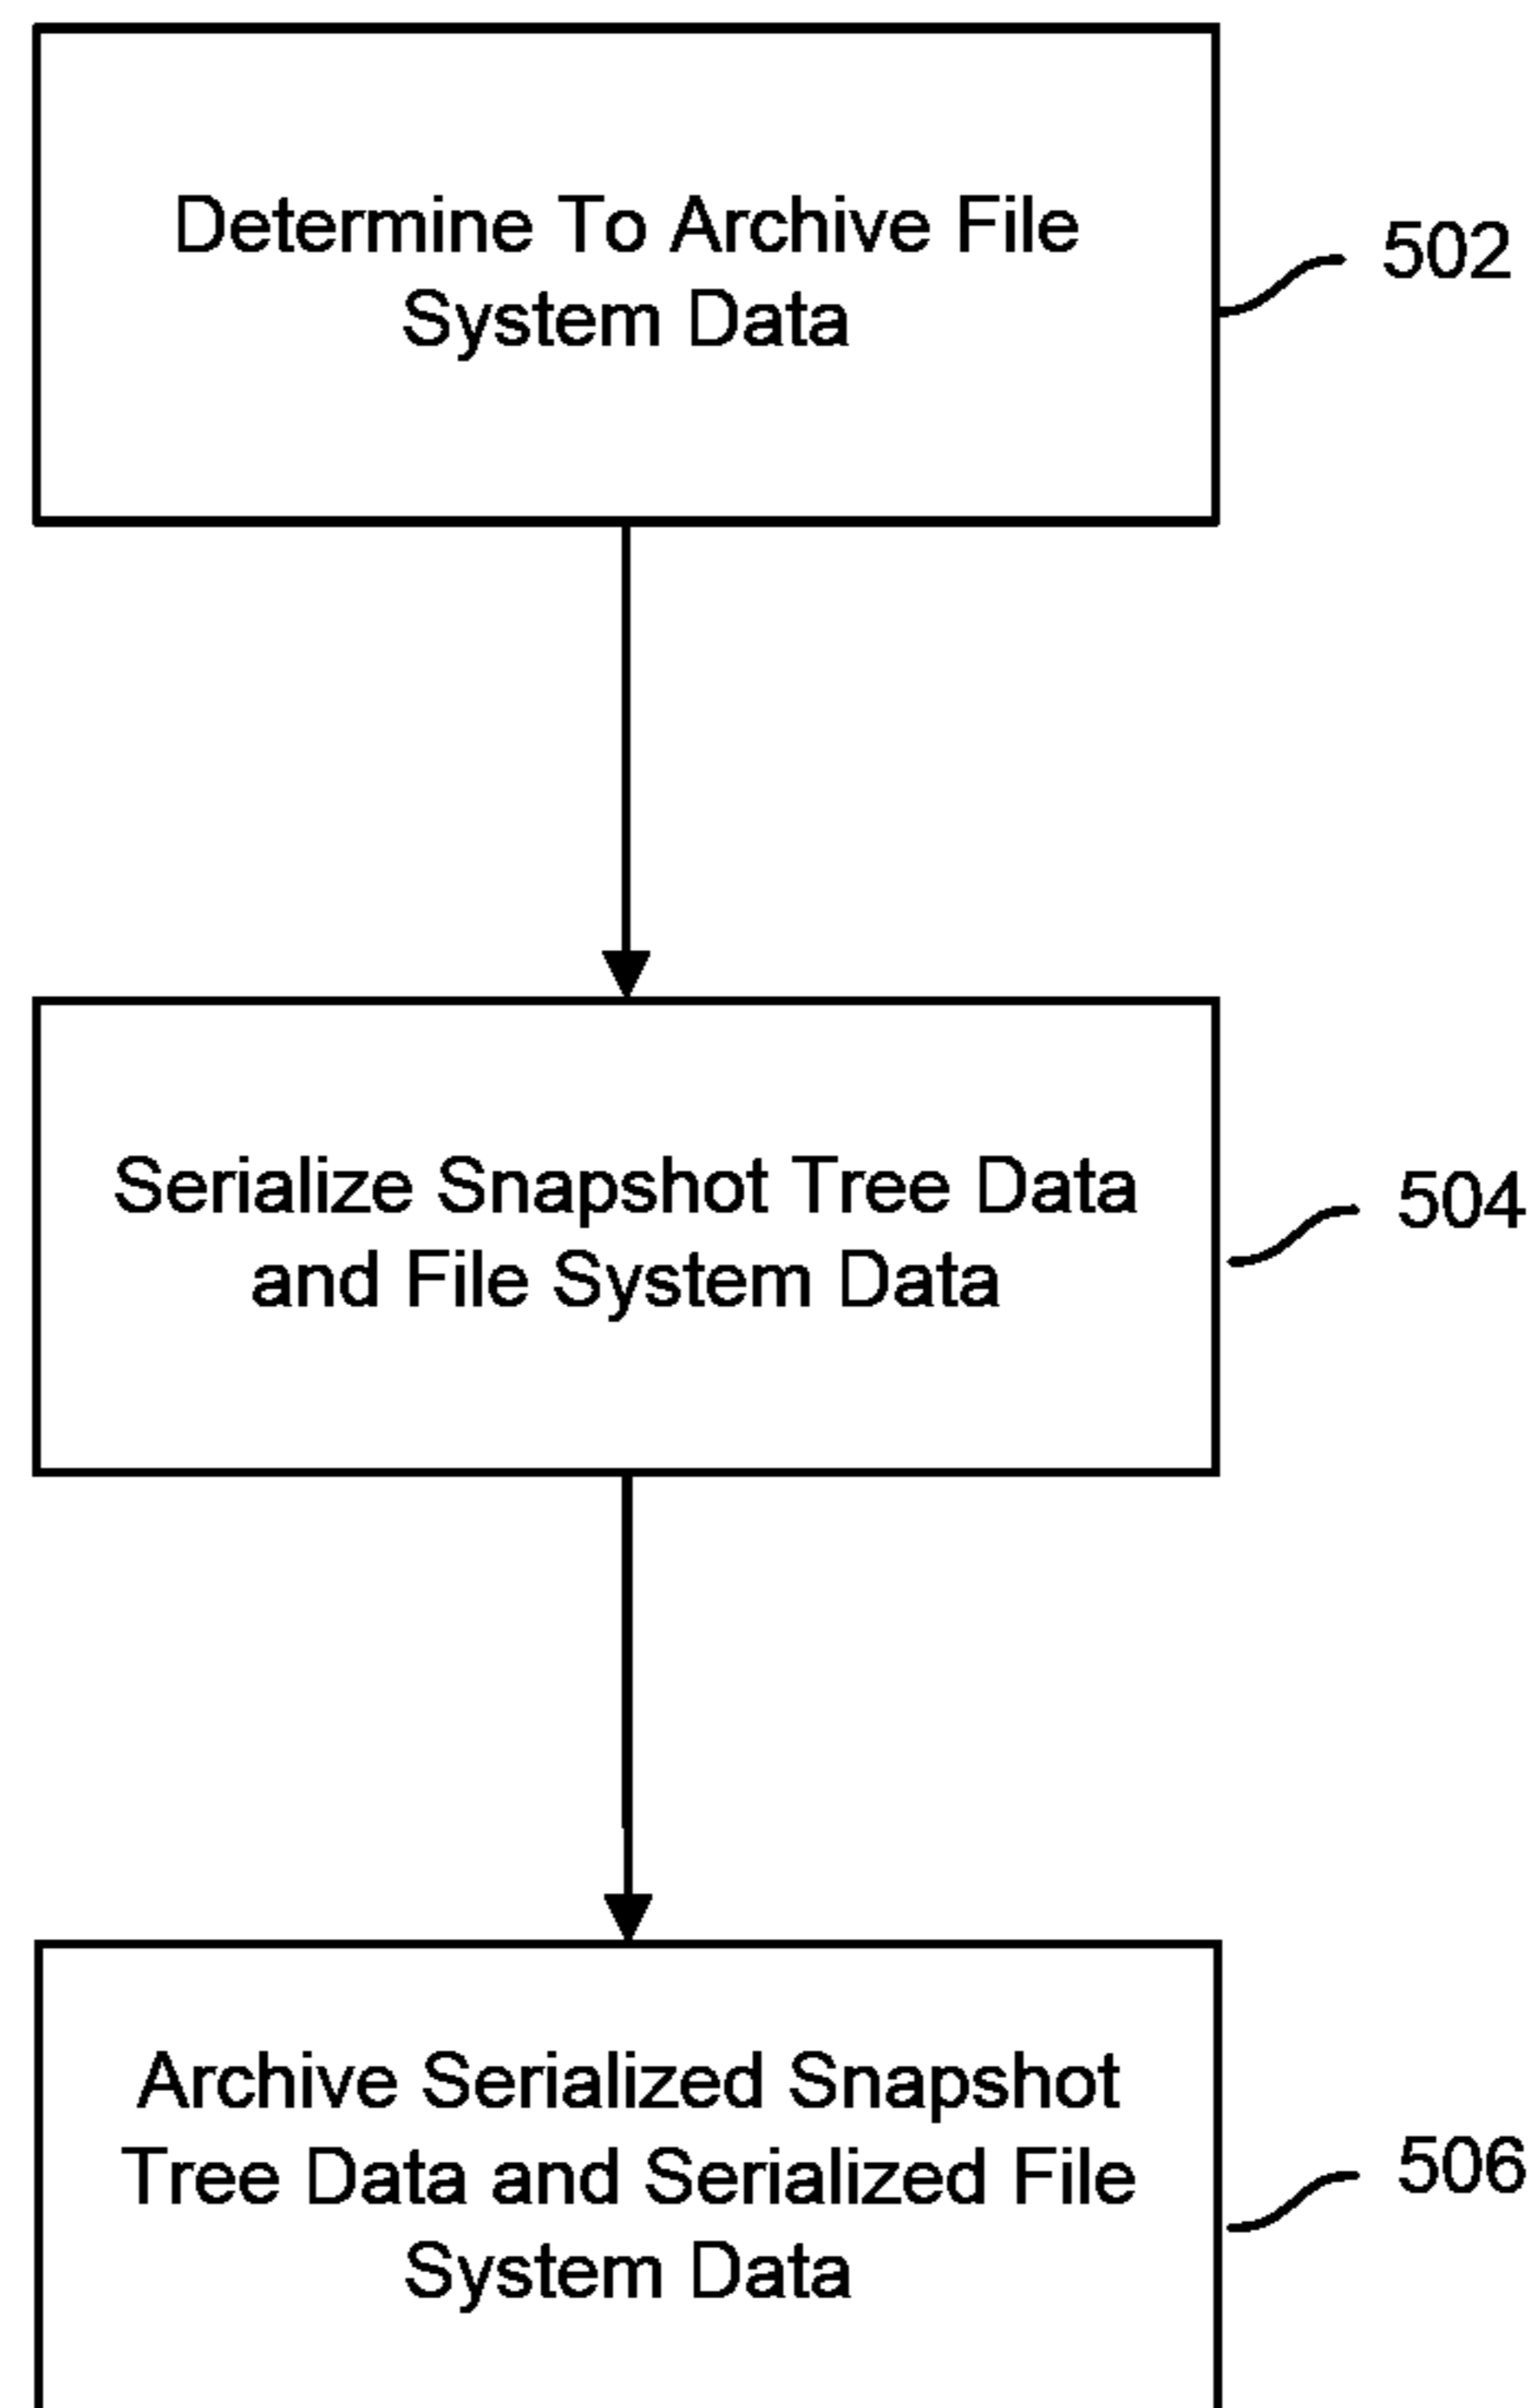 Determine To Archive File
System Data
502
Serialize Snapshot Tree Data
and File System Data
504
Archive Serialized Snapshot
Tree Data and Serialized File
System Data
506